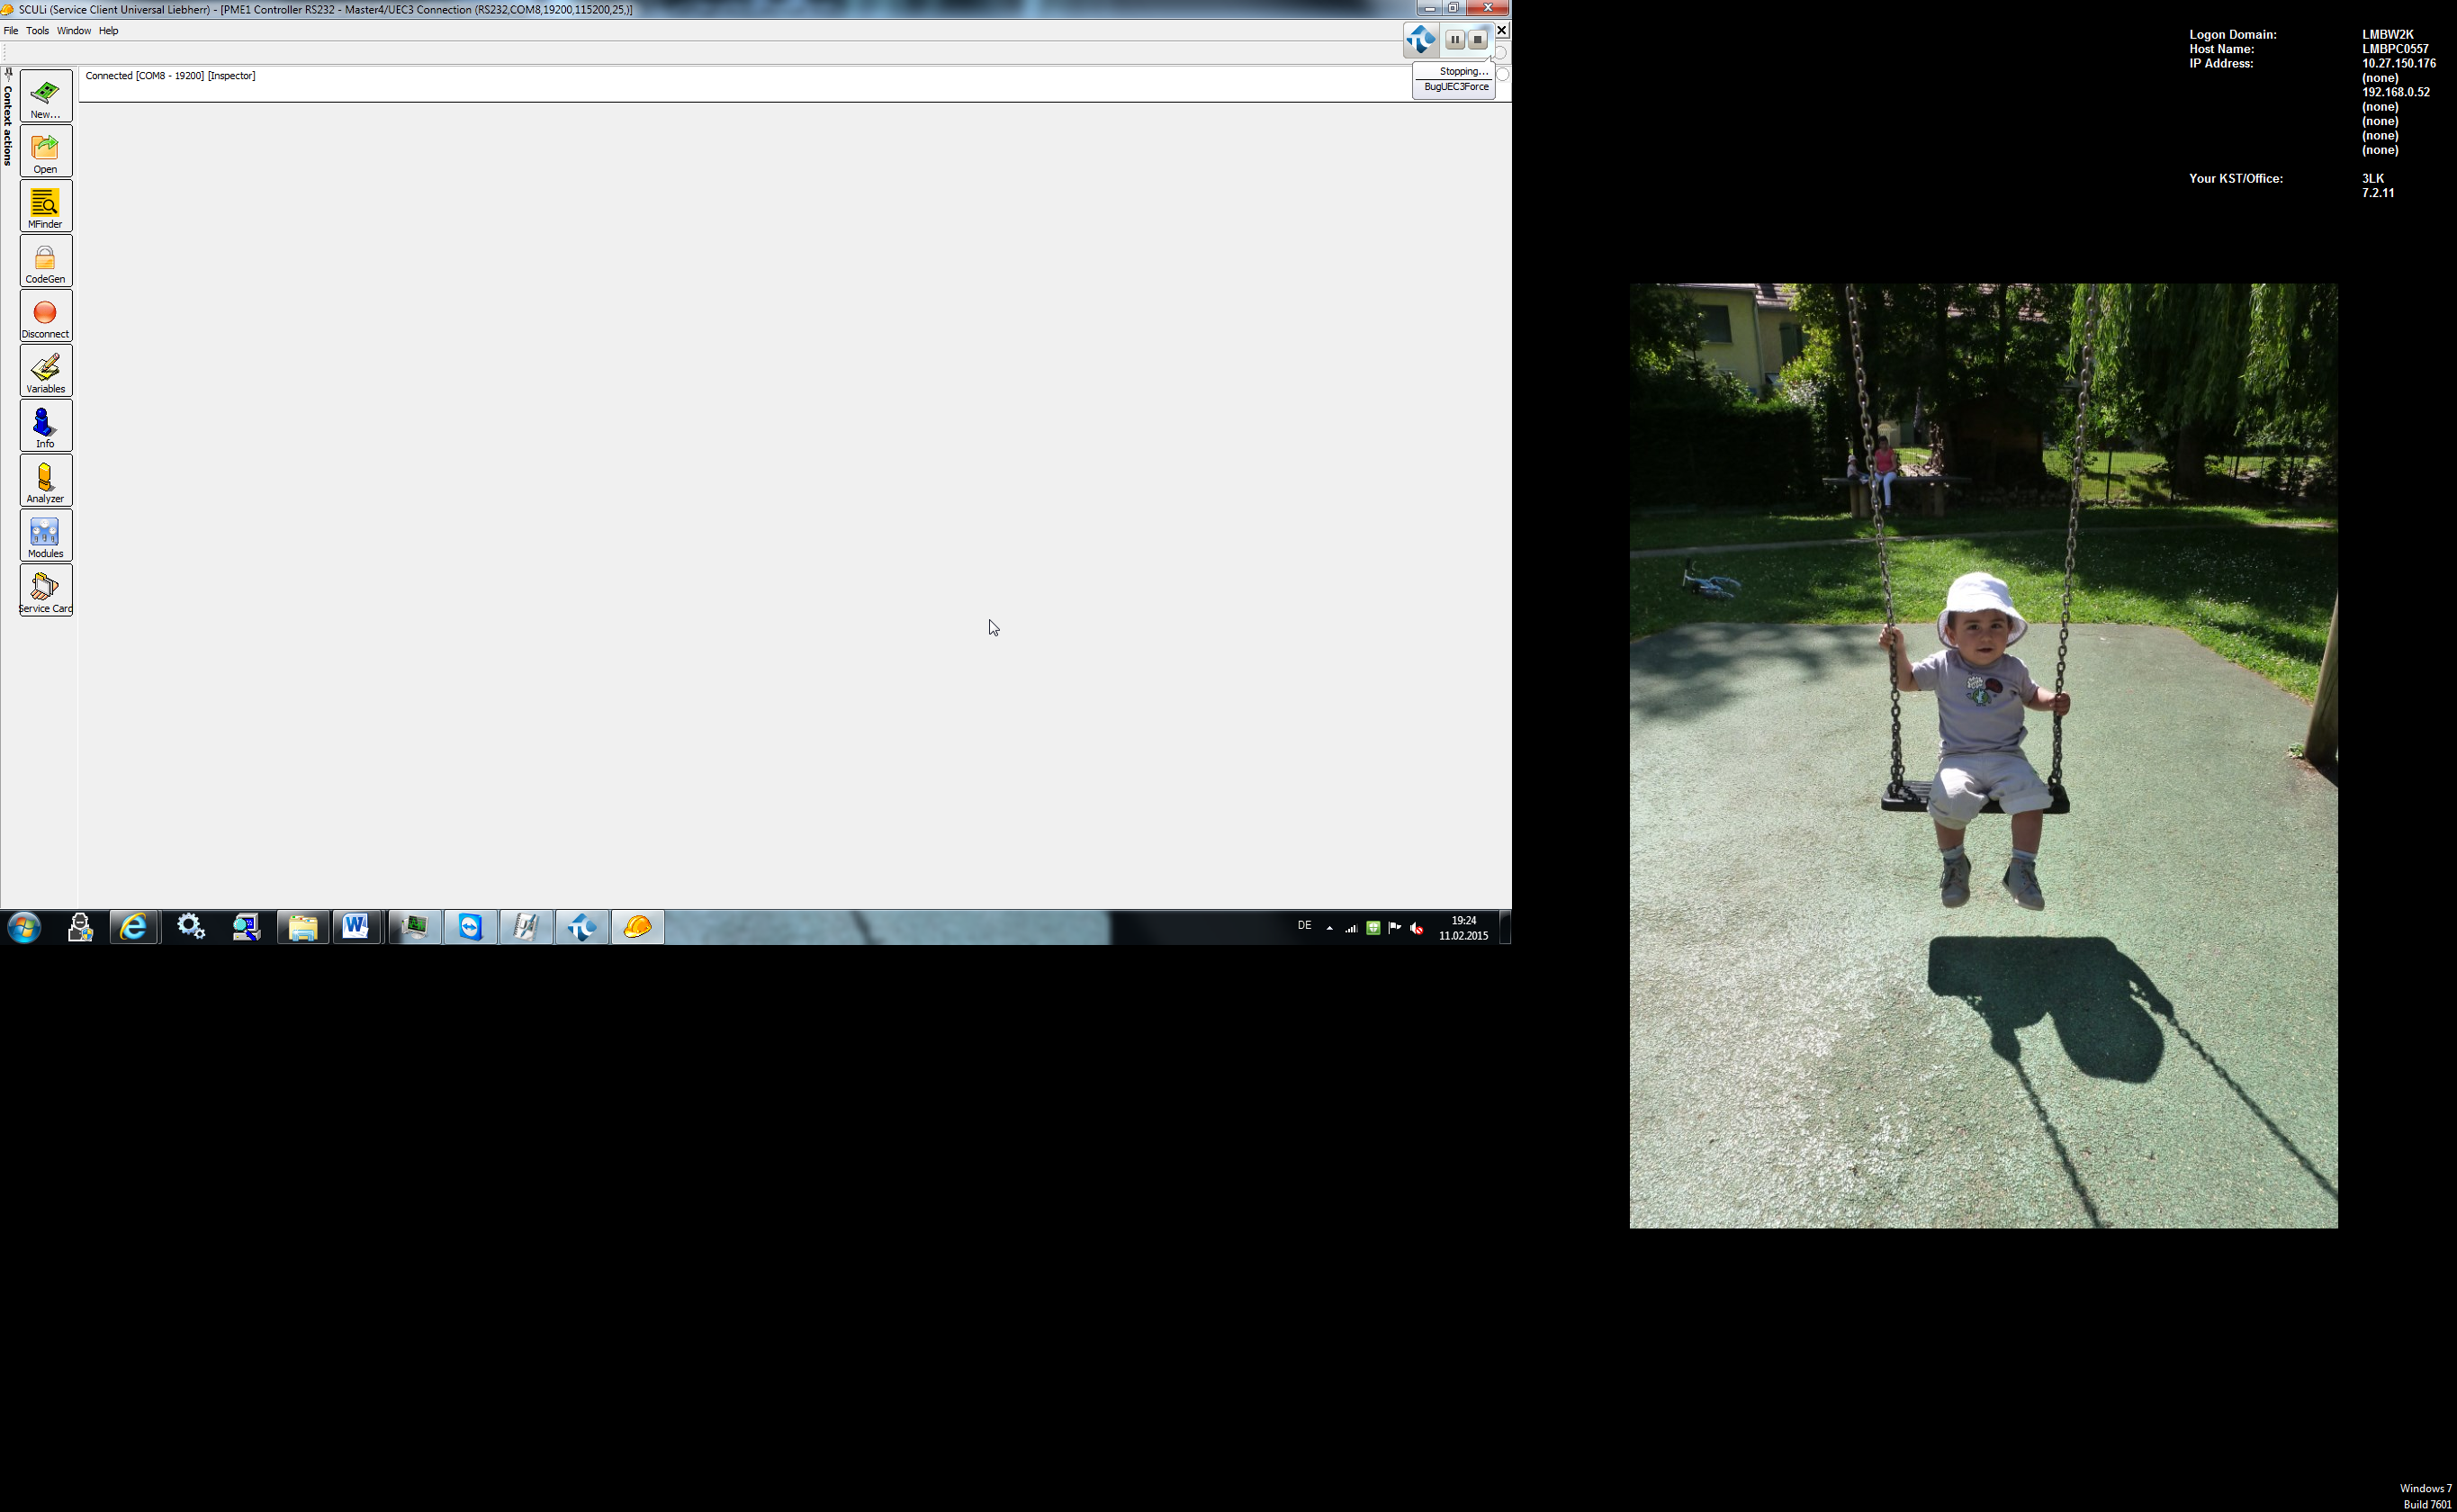 SCULi (Service Client Universal Liebherr) - [PME1 Controller RS232 - Master4/UEC3 Connection (RS232,COM8,19200,115200,25,)]
File Tools Window Help
Connected [COM8 - 19200] [Inspector]
Stopping...
BugUEC3Force
Context actions
New...
Open
MFinder
CodeGen
Disconnect
Variables
Info
Analyzer
Modules
Service Card
DE
19:24
11.02.2015
Logon Domain: LMBW2K
Host Name: LMBPC0557
IP Address: 10.27.150.176
(none)
192.168.0.52
(none)
(none)
(none)
(none)
Your KST/Office: 3LK
7.2.11
Windows 7
Build 7601